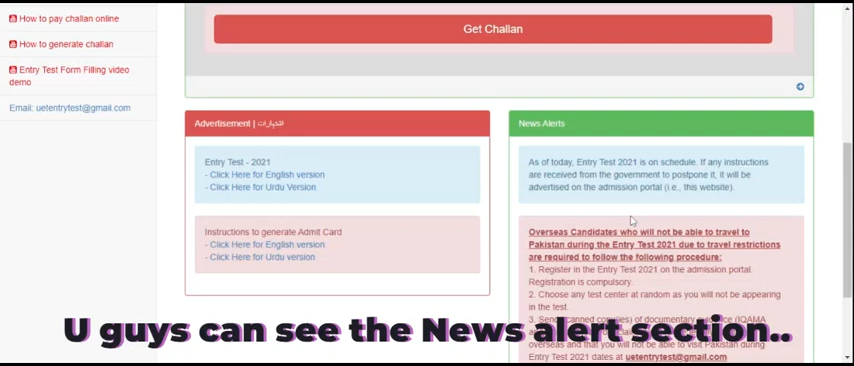 How to pay challan online
How to generate challan
Entry Test Form Filling video
demo
Email: uetentrytest@gmail.com
Get Challan
Advertisement | اشتہارات
Entry Test - 2021
- Click Here for English version
- Click Here for Urdu Version
Instructions to generate Admit Card
- Click Here for English version
- Click Here for Urdu version
News Alerts
As of today, Entry Test 2021 is on schedule. If any instructions
are received from the government to postpone it, it will be
advertised on the admission portal (i.e., this website).
Overseas Candidates who will not be able to travel to
Pakistan during the Entry Test 2021 due to travel restrictions
are required to follow the following procedure:
1. Register in the Entry Test 2021 on the admission portal.
Registration is compulsory.
2. Choose any test center at random as you will not be appearing
in the test.
3. Send scanned of documentary (IQAMA
overseas and that you will not be able to visit Pakistan during
Entry Test 2021 dates at uetentrytest@gmail.com
U guys can see the News alert section..